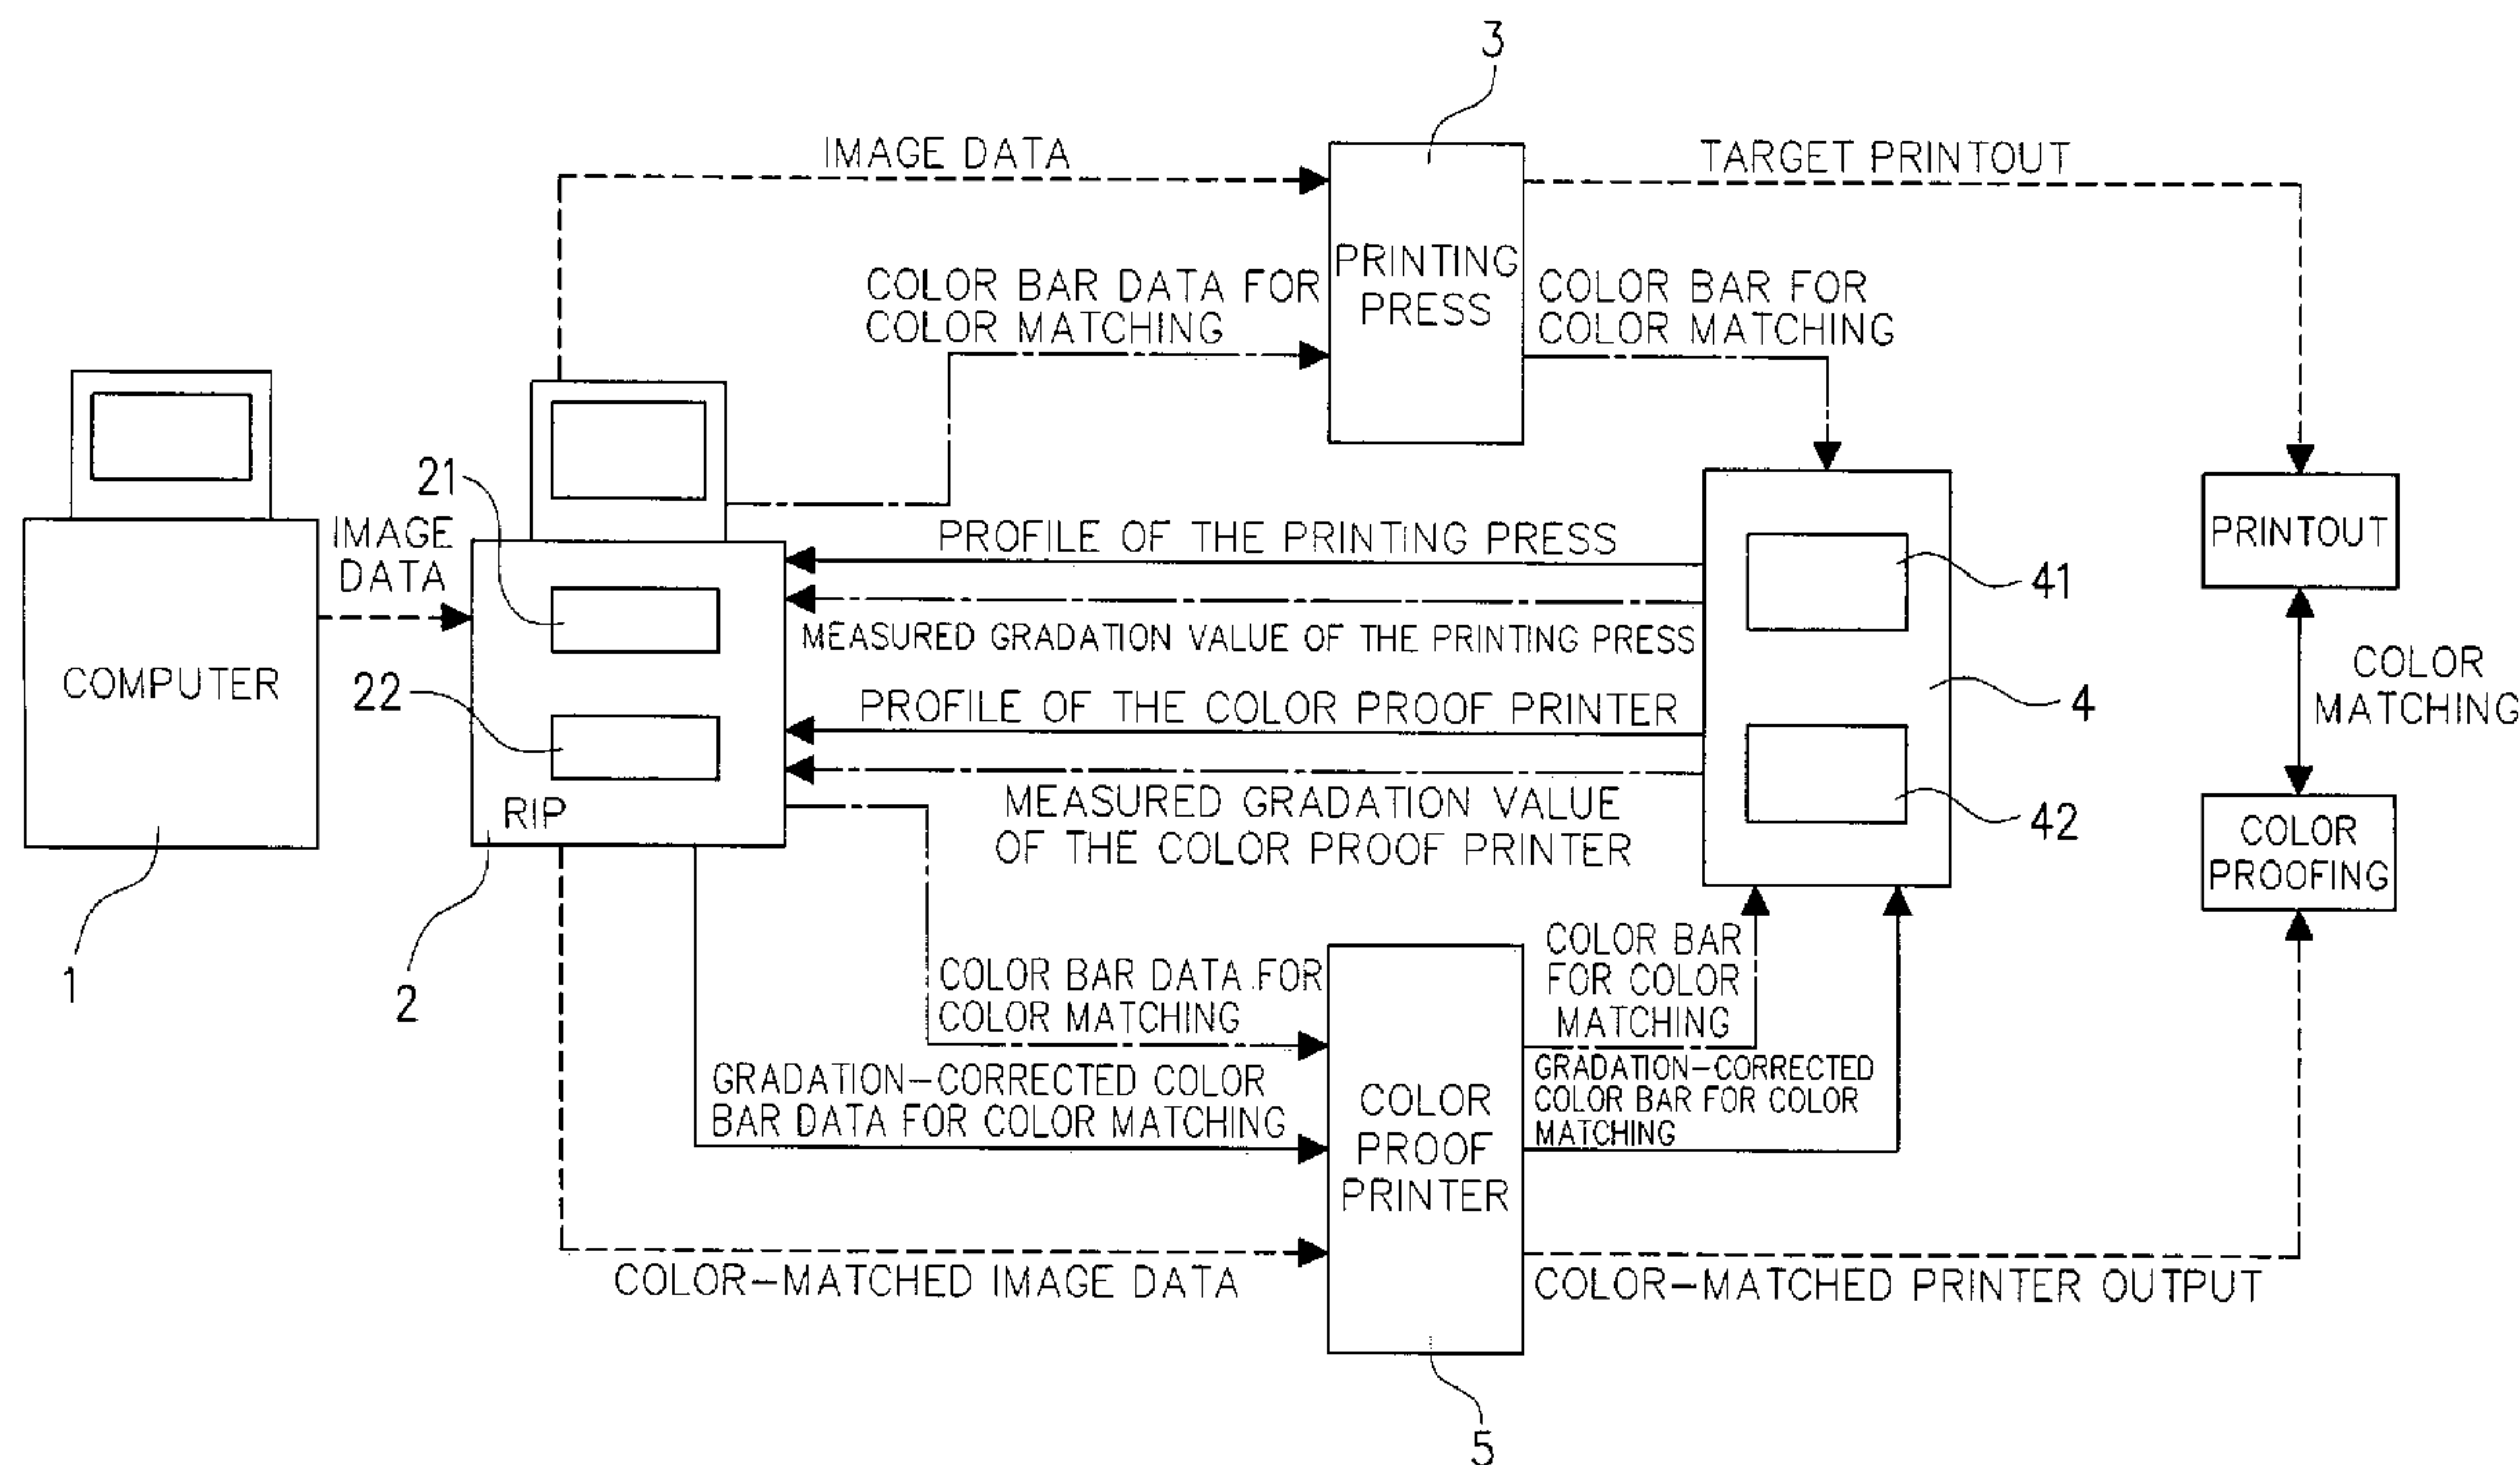 3
IMAGE DATA
TARGET PRINTOUT
PRINTING
PRESS
COLOR BAR DATA FOR
COLOR MATCHING
COLOR BAR FOR
COLOR MATCHING
21
IMAGE
DATA
PROFILE OF THE PRINTING PRESS
PRINTOUT
41
MEASURED GRADATION VALUE OF THE PRINTING PRESS
COMPUTER
22
PROFILE OF THE COLOR PROOF PRINTER
4
COLOR
MATCHING
RIP
MEASURED GRADATION VALUE
OF THE COLOR PROOF PRINTER
42
COLOR
PROOFING
1
2
COLOR BAR DATA FOR
COLOR MATCHING
COLOR BAR
FOR COLOR
MATCHING
GRADATION-CORRECTED COLOR
BAR DATA FOR COLOR MATCHING
COLOR
PROOF
PRINTER
GRADATION-CORRECTED
COLOR BAR FOR COLOR
MATCHING
COLOR-MATCHED IMAGE DATA
COLOR-MATCHED PRINTER OUTPUT
5